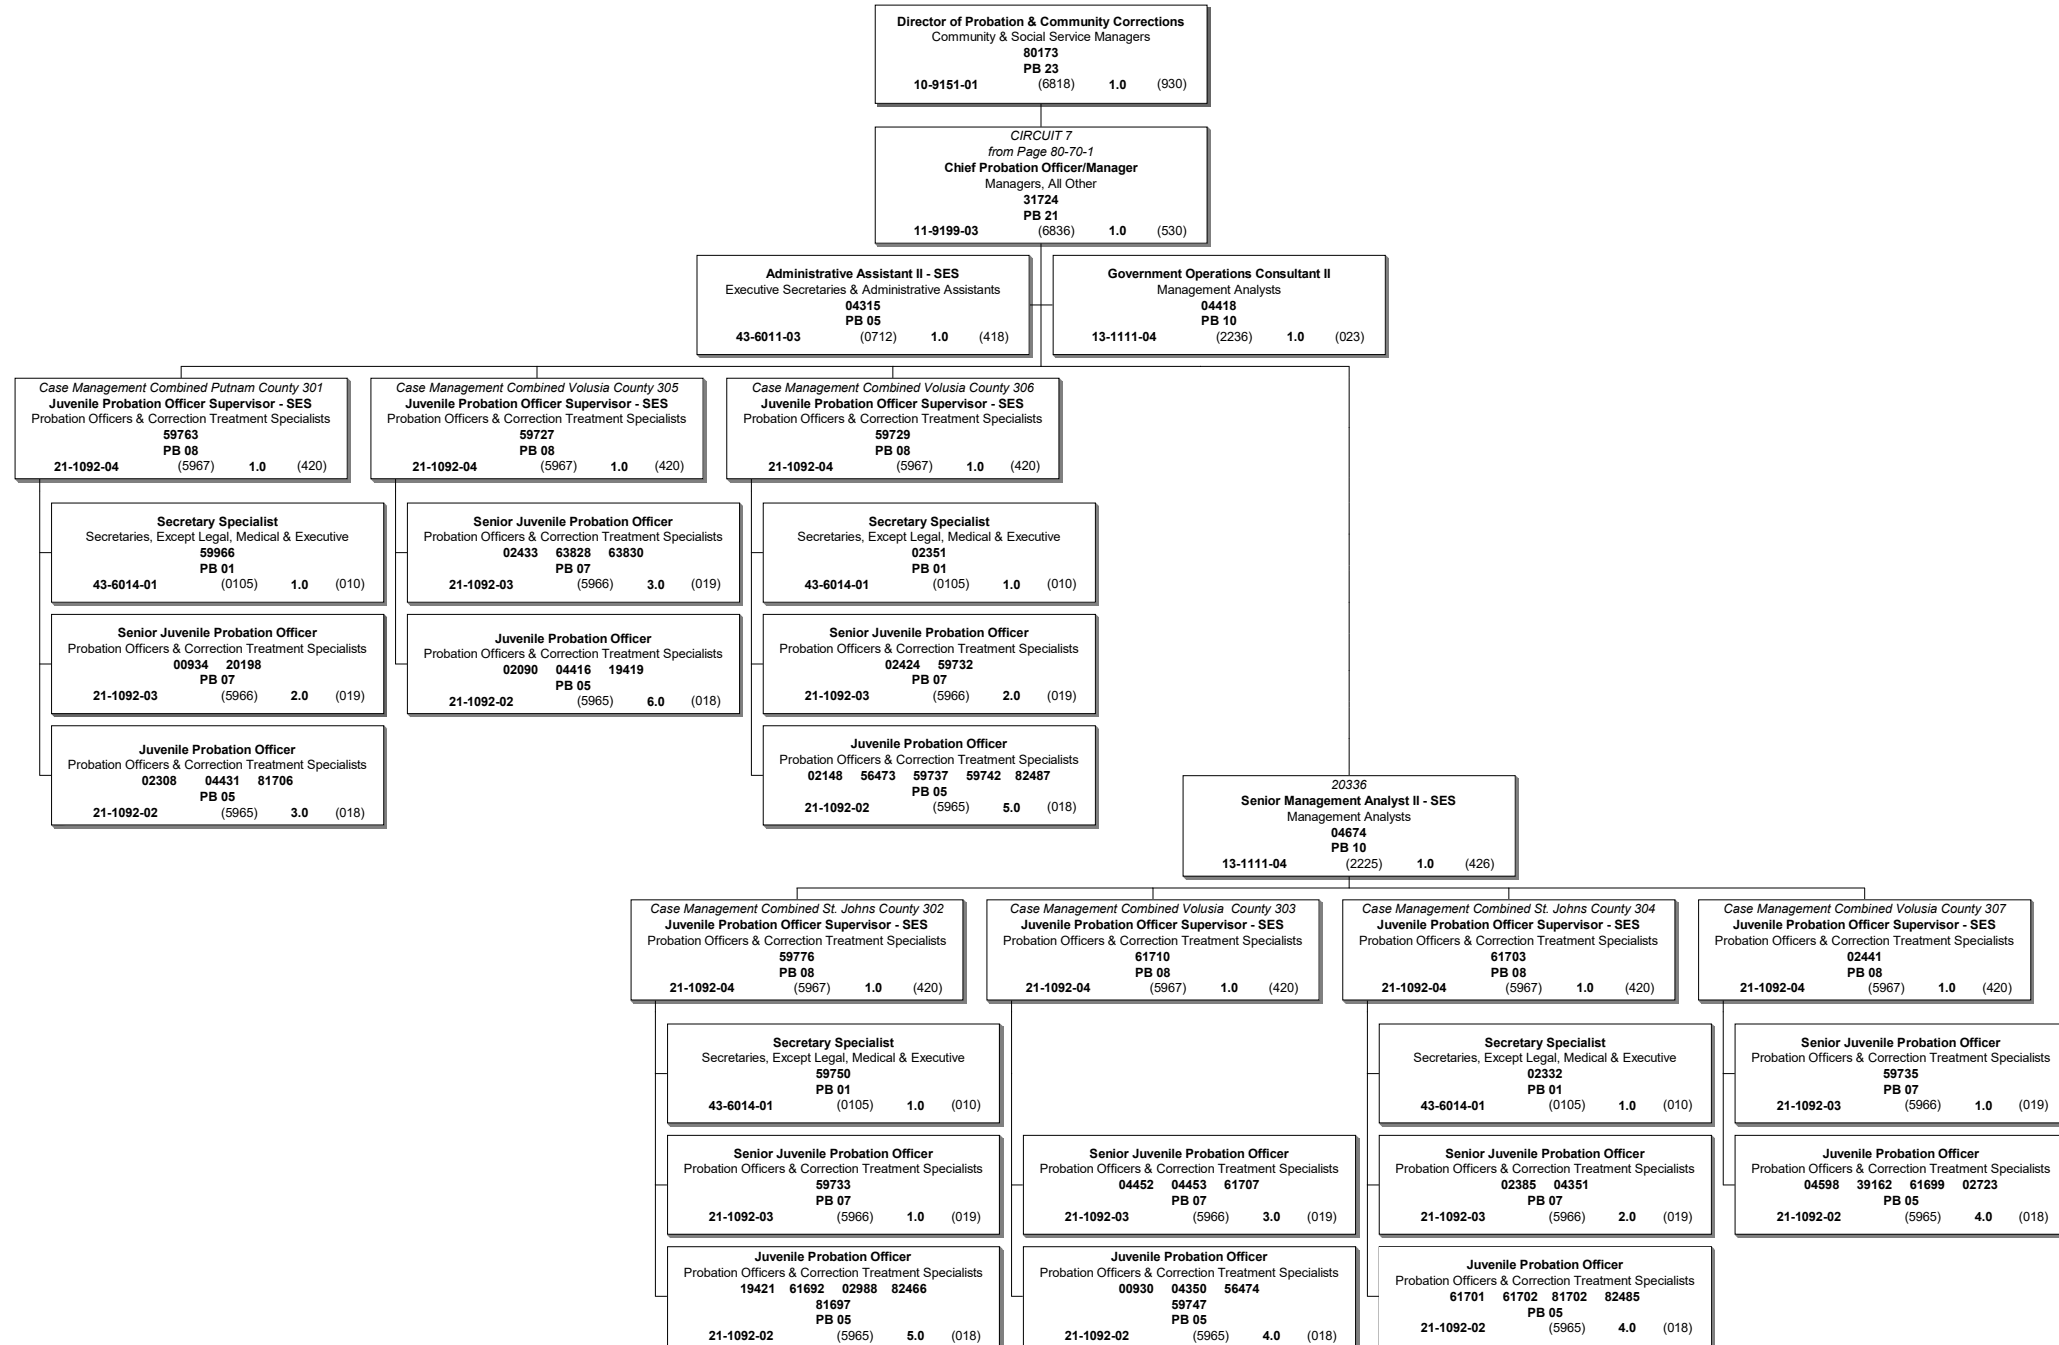 Director of Probation & Community Corrections
Community & Social Service Managers
80173
PB 23
10-9151-01 (6818) 1.0 (930)
CIRCUIT 7
from Page 80-70-1
Chief Probation Officer/Manager
Managers, All Other
31724
PB 21
11-9199-03 (6836) 1.0 (530)
Administrative Assistant II - SES
Executive Secretaries & Administrative Assistants
04315
PB 05
43-6011-03 (0712) 1.0 (418)
Government Operations Consultant II
Management Analysts
04418
PB 10
13-1111-04 (2236) 1.0 (023)
Case Management Combined Putnam County 301
Juvenile Probation Officer Supervisor - SES
Probation Officers & Correction Treatment Specialists
59763
PB 08
21-1092-04 (5967) 1.0 (420)
Secretary Specialist
Secretaries, Except Legal, Medical & Executive
59966
PB 01
43-6014-01 (0105) 1.0 (010)
Senior Juvenile Probation Officer
Probation Officers & Correction Treatment Specialists
00934 20198
PB 07
21-1092-03 (5966) 2.0 (019)
Juvenile Probation Officer
Probation Officers & Correction Treatment Specialists
02308 04431 81706
PB 05
21-1092-02 (5965) 3.0 (018)
Case Management Combined Volusia County 305
Juvenile Probation Officer Supervisor - SES
Probation Officers & Correction Treatment Specialists
59727
PB 08
21-1092-04 (5967) 1.0 (420)
Senior Juvenile Probation Officer
Probation Officers & Correction Treatment Specialists
02433 63828 63830
PB 07
21-1092-03 (5966) 3.0 (019)
Juvenile Probation Officer
Probation Officers & Correction Treatment Specialists
02090 04416 19419
PB 05
21-1092-02 (5965) 6.0 (018)
Case Management Combined Volusia County 306
Juvenile Probation Officer Supervisor - SES
Probation Officers & Correction Treatment Specialists
59729
PB 08
21-1092-04 (5967) 1.0 (420)
Secretary Specialist
Secretaries, Except Legal, Medical & Executive
02351
PB 01
43-6014-01 (0105) 1.0 (010)
Senior Juvenile Probation Officer
Probation Officers & Correction Treatment Specialists
02424 59732
PB 07
21-1092-03 (5966) 2.0 (019)
Juvenile Probation Officer
Probation Officers & Correction Treatment Specialists
02148 56473 59737 59742 82487
PB 05
21-1092-02 (5965) 5.0 (018)
20336
Senior Management Analyst II - SES
Management Analysts
04674
PB 10
13-1111-04 (2225) 1.0 (426)
Case Management Combined St. Johns County 302
Juvenile Probation Officer Supervisor - SES
Probation Officers & Correction Treatment Specialists
59776
PB 08
21-1092-04 (5967) 1.0 (420)
Secretary Specialist
Secretaries, Except Legal, Medical & Executive
59750
PB 01
43-6014-01 (0105) 1.0 (010)
Senior Juvenile Probation Officer
Probation Officers & Correction Treatment Specialists
59733
PB 07
21-1092-03 (5966) 1.0 (019)
Juvenile Probation Officer
Probation Officers & Correction Treatment Specialists
19421 61692 02988 82466
81697
PB 05
21-1092-02 (5965) 5.0 (018)
Case Management Combined Volusia County 303
Juvenile Probation Officer Supervisor - SES
Probation Officers & Correction Treatment Specialists
61710
PB 08
21-1092-04 (5967) 1.0 (420)
Senior Juvenile Probation Officer
Probation Officers & Correction Treatment Specialists
04452 04453 61707
PB 07
21-1092-03 (5966) 3.0 (019)
Juvenile Probation Officer
Probation Officers & Correction Treatment Specialists
00930 04350 56474
59747
PB 05
21-1092-02 (5965) 4.0 (018)
Case Management Combined St. Johns County 304
Juvenile Probation Officer Supervisor - SES
Probation Officers & Correction Treatment Specialists
61703
PB 08
21-1092-04 (5967) 1.0 (420)
Secretary Specialist
Secretaries, Except Legal, Medical & Executive
02332
PB 01
43-6014-01 (0105) 1.0 (010)
Senior Juvenile Probation Officer
Probation Officers & Correction Treatment Specialists
02385 04351
PB 07
21-1092-03 (5966) 2.0 (019)
Juvenile Probation Officer
Probation Officers & Correction Treatment Specialists
61701 61702 81702 82485
PB 05
21-1092-02 (5965) 4.0 (018)
Case Management Combined Volusia County 307
Juvenile Probation Officer Supervisor - SES
Probation Officers & Correction Treatment Specialists
02441
PB 08
21-1092-04 (5967) 1.0 (420)
Senior Juvenile Probation Officer
Probation Officers & Correction Treatment Specialists
59735
PB 07
21-1092-03 (5966) 1.0 (019)
Juvenile Probation Officer
Probation Officers & Correction Treatment Specialists
04598 39162 61699 02723
PB 05
21-1092-02 (5965) 4.0 (018)